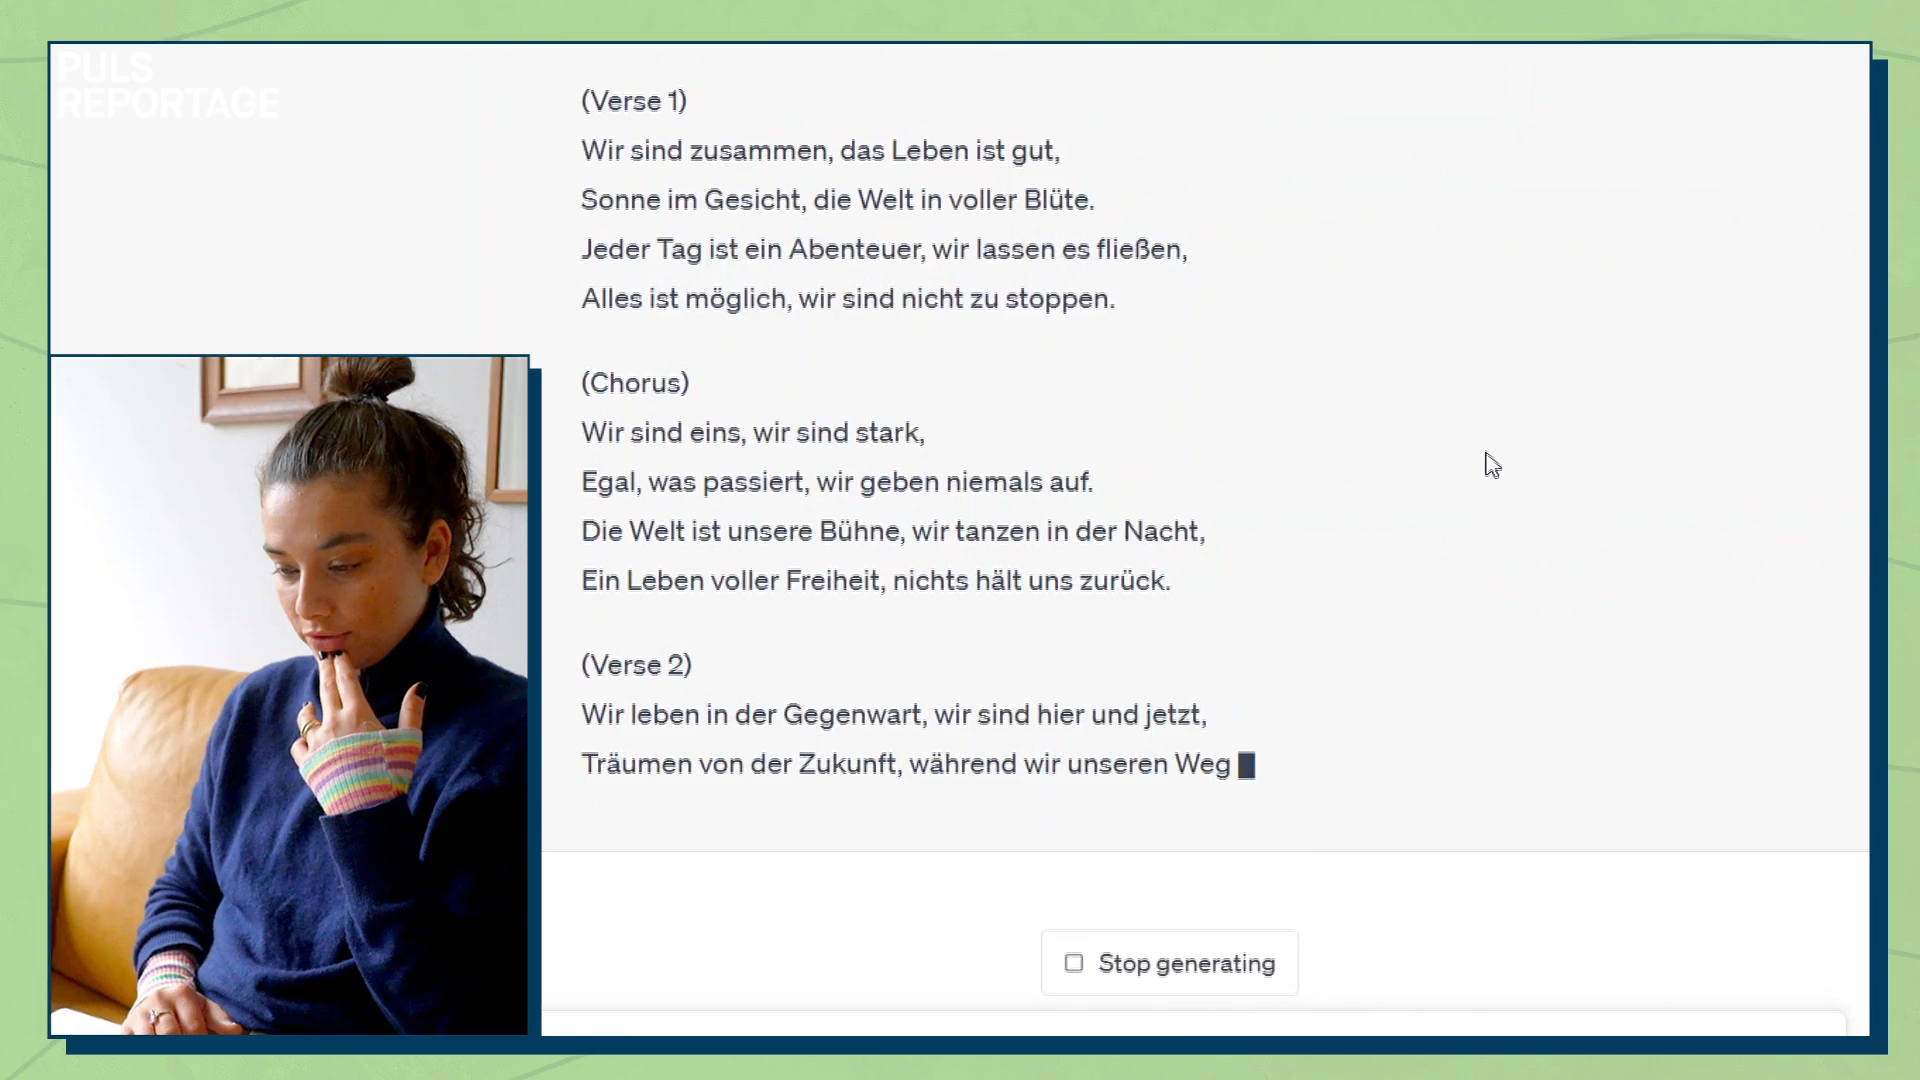 PULS
REPORTAGE
(Verse 1)
Wir sind zusammen, das Leben ist gut,
Sonne im Gesicht, die Welt in voller Blüte.
Jeder Tag ist ein Abenteuer, wir lassen es fließen,
Alles ist möglich, wir sind nicht zu stoppen.
(Chorus)
Wir sind eins, wir sind stark,
Egal, was passiert, wir geben niemals auf.
Die Welt ist unsere Bühne, wir tanzen in der Nacht,
Ein Leben voller Freiheit, nichts hält uns zurück.
(Verse 2)
Wir leben in der Gegenwart, wir sind hier und jetzt,
Träumen von der Zukunft, während wir unseren Weg
Stop generating